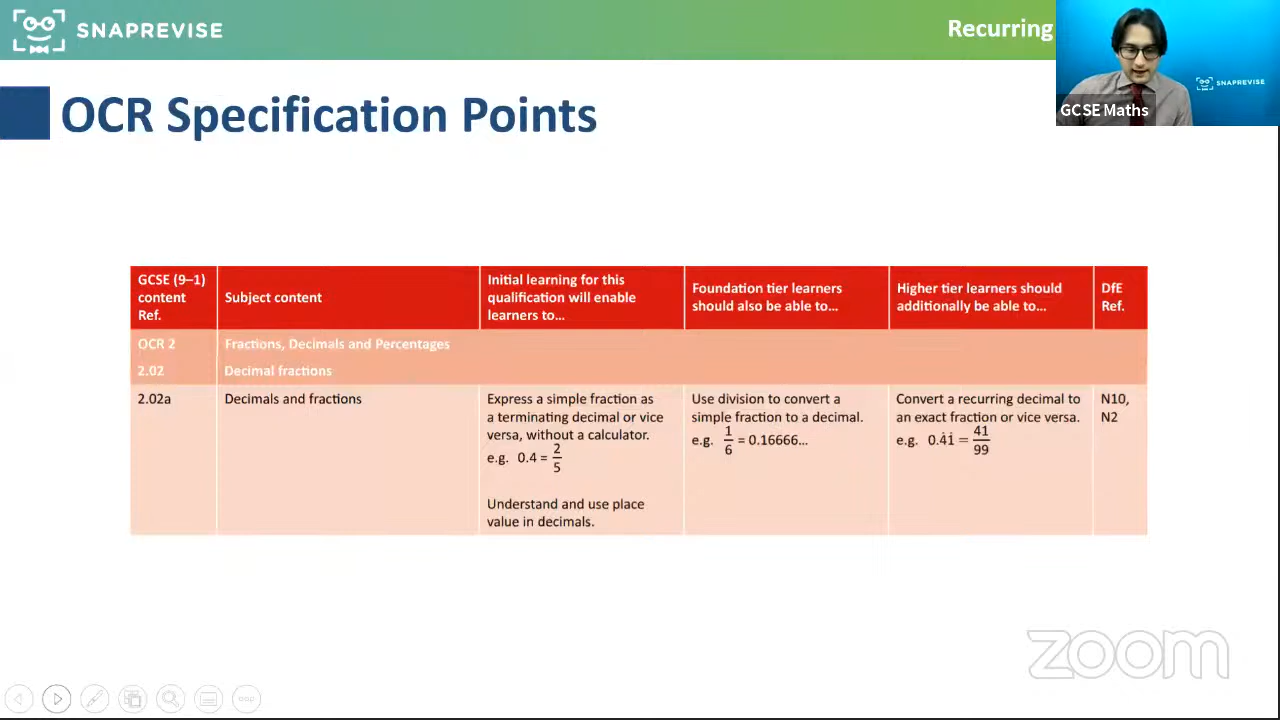 SNAPREVISE
Recurring
SNAPREVISE
GCSE Maths
OCR Specification Points
GCSE (9–1) content Ref.
Subject content
Initial learning for this qualification will enable learners to…
Foundation tier learners should also be able to…
Higher tier learners should additionally be able to…
DfE Ref.
OCR 2
Fractions, Decimals and Percentages
2.02
Decimal fractions
2.02a
Decimals and fractions
Express a simple fraction as
a terminating decimal or vice
versa, without a calculator.
e.g. 0.4 = 2/5
Understand and use place
value in decimals.
Use division to convert a
simple fraction to a decimal.
e.g. 1/6 = 0.16666…
Convert a recurring decimal to
an exact fraction or vice versa.
e.g. 0.4̇1̇ = 41/99
N10,
N2
zoom